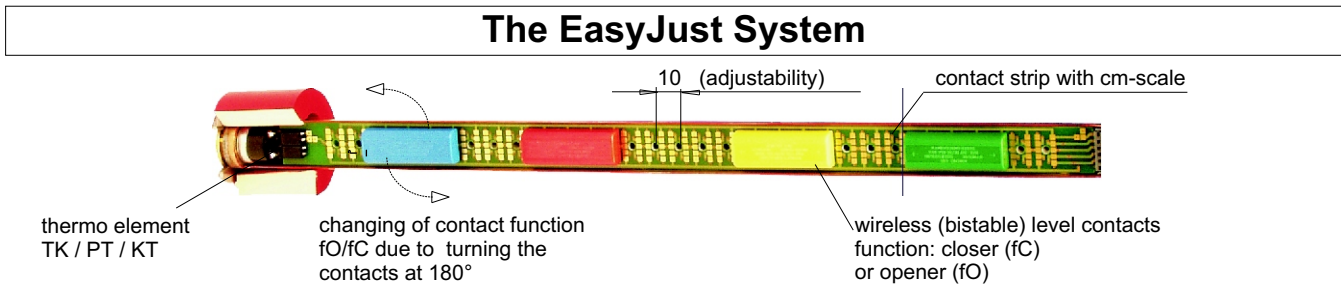 The EasyJust System
10 (adjustability)
contact strip with cm-scale
thermo element
TK / PT / KT
changing of contact function
fO/fC due to turning the
contacts at 180°
wireless (bistable) level contacts
function: closer (fC)
or opener (fO)